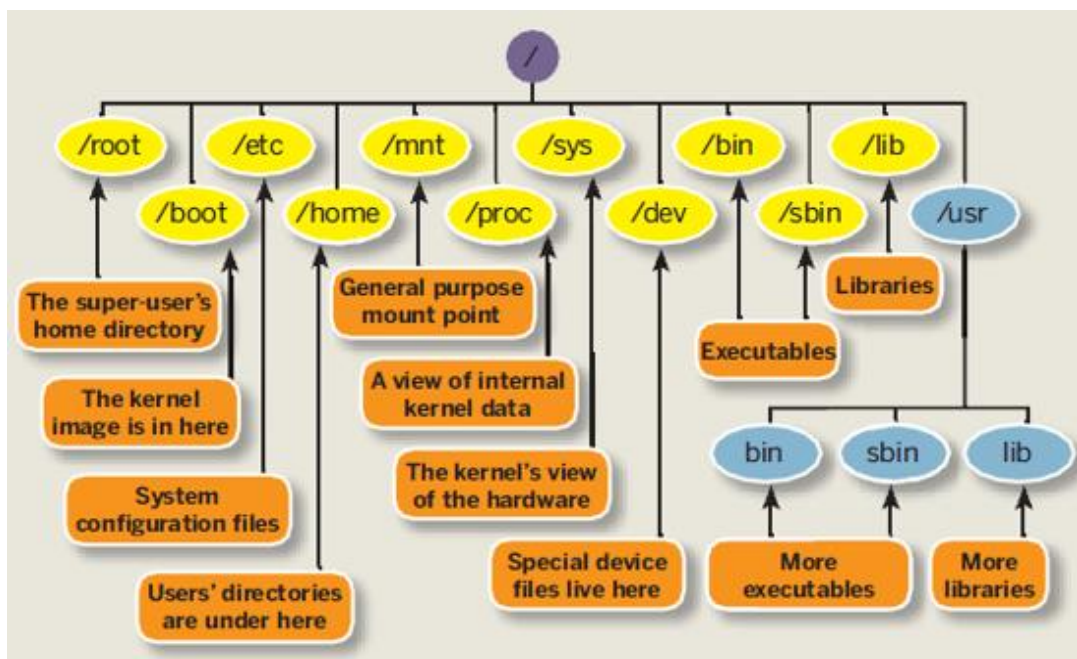 /
/root
/etc
/mnt
/sys
/bin
/lib
/boot
/home
/proc
/dev
/sbin
/usr
The super-user's
home directory
General purpose
mount point
Libraries
Executables
The kernel
image is in here
A view of internal
kernel data
bin
sbin
lib
System
configuration files
The kernel's view
of the hardware
Users' directories
are under here
Special device
files live here
More
executables
More
libraries